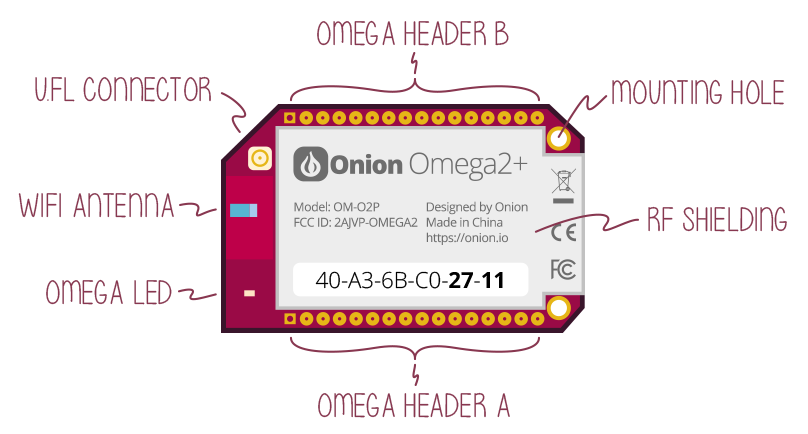 OMEGA HEADER B
U.FL CONNECTOR
MOUNTING HOLE
Onion Omega2+
WIFI ANTENNA
Model: OM-O2P
FCC ID: 2AJVP-OMEGA2
Designed by Onion
Made in China
https://onion.io
RF SHIELDING
CE
FC
OMEGA LED
40-A3-6B-C0-27-11
OMEGA HEADER A